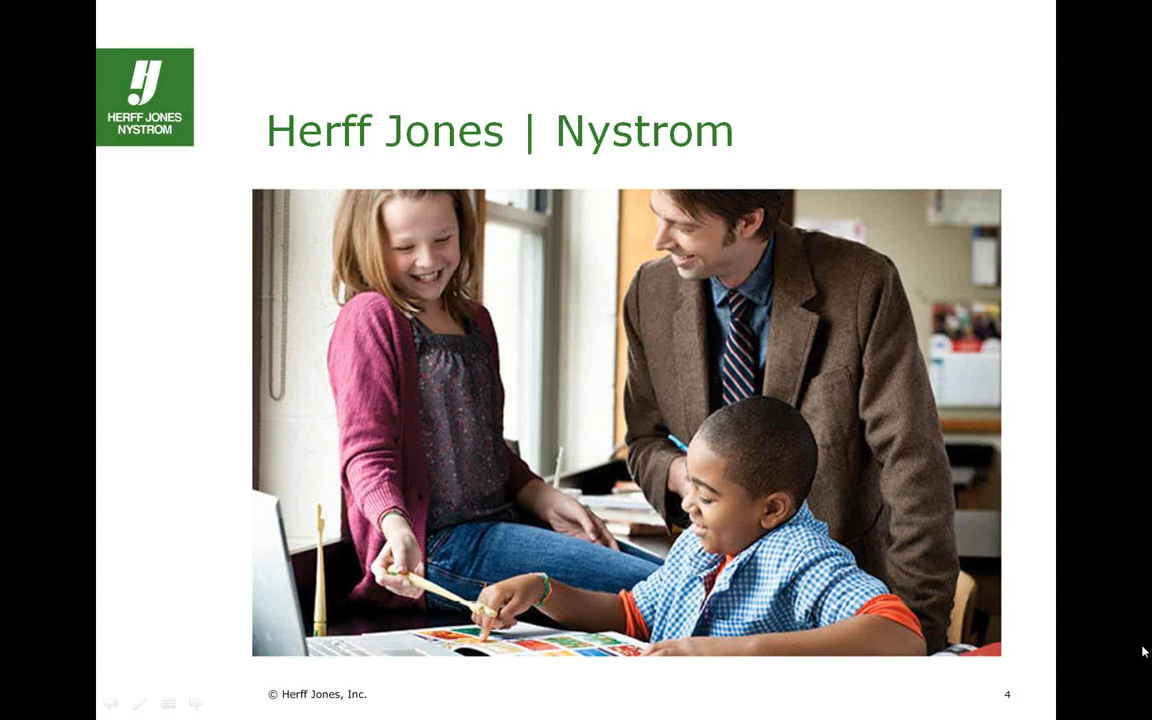 HERFF JONES
NYSTROM
Herff Jones | Nystrom
© Herff Jones, Inc.
4